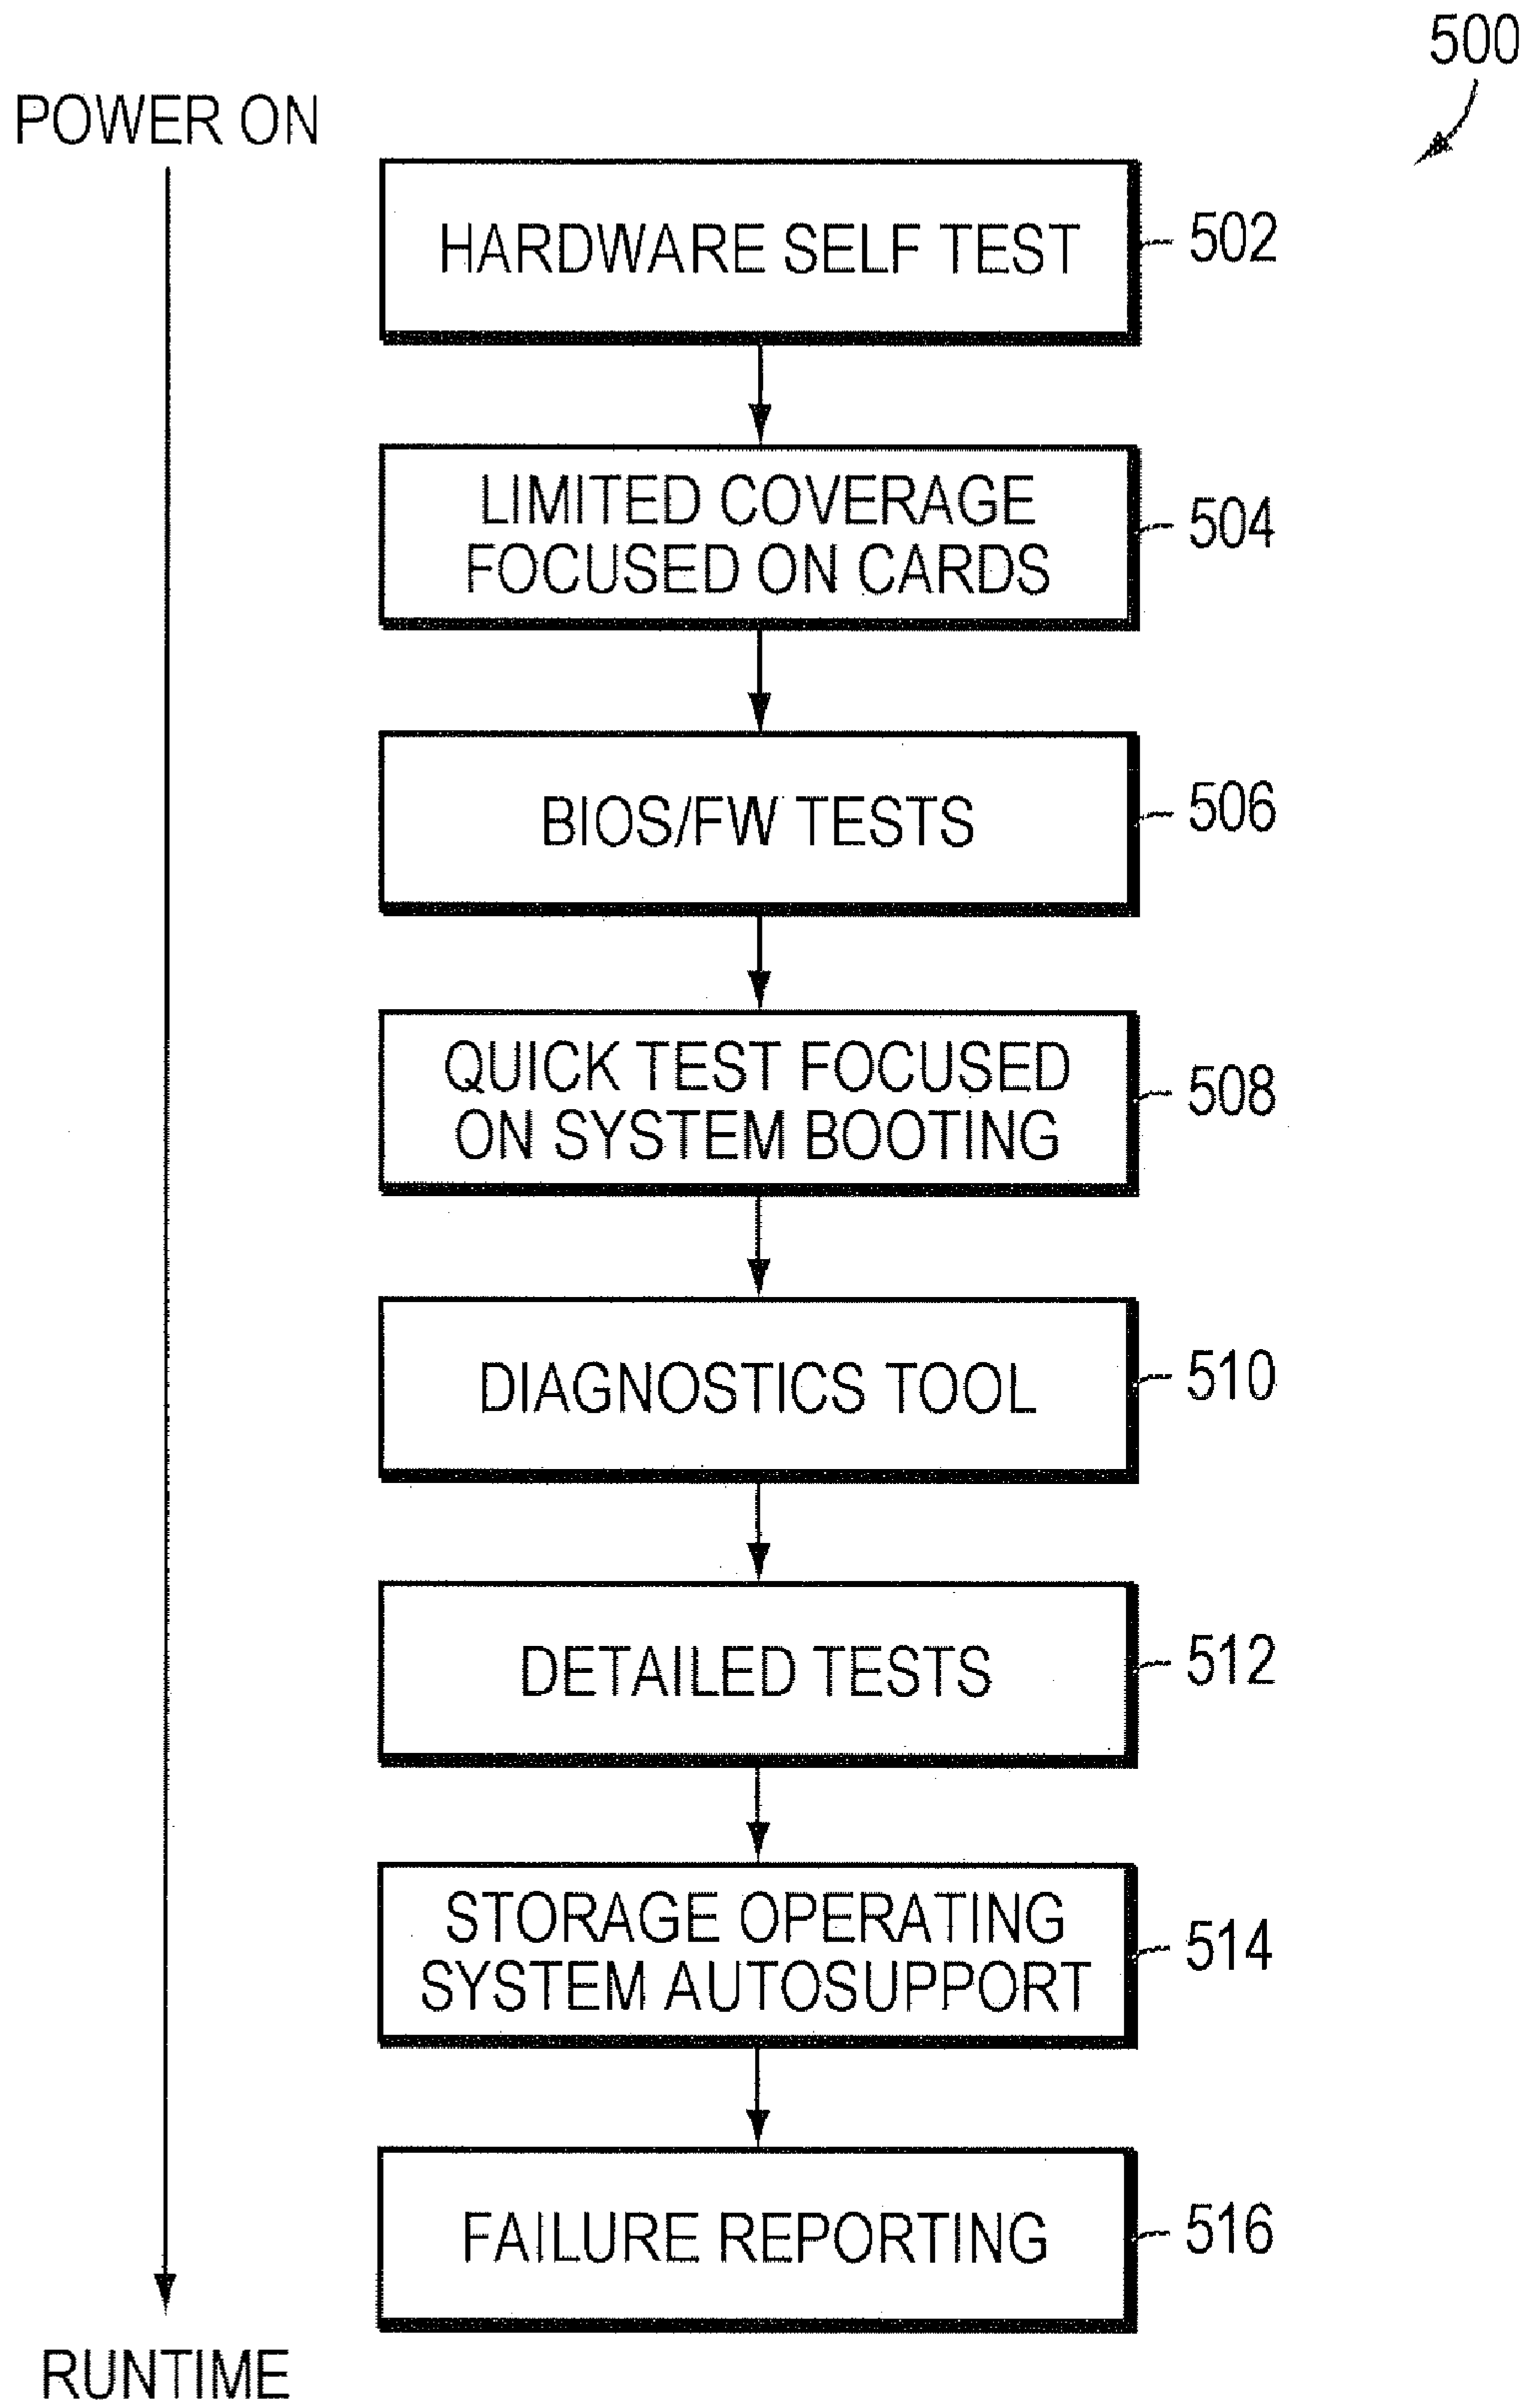 500
POWER ON
HARDWARE SELF TEST
502
LIMITED COVERAGE
FOCUSED ON CARDS
504
BIOS/FW TESTS
506
QUICK TEST FOCUSED
ON SYSTEM BOOTING
508
DIAGNOSTICS TOOL
510
DETAILED TESTS
512
STORAGE OPERATING
SYSTEM AUTOSUPPORT
514
FAILURE REPORTING
516
RUNTIME